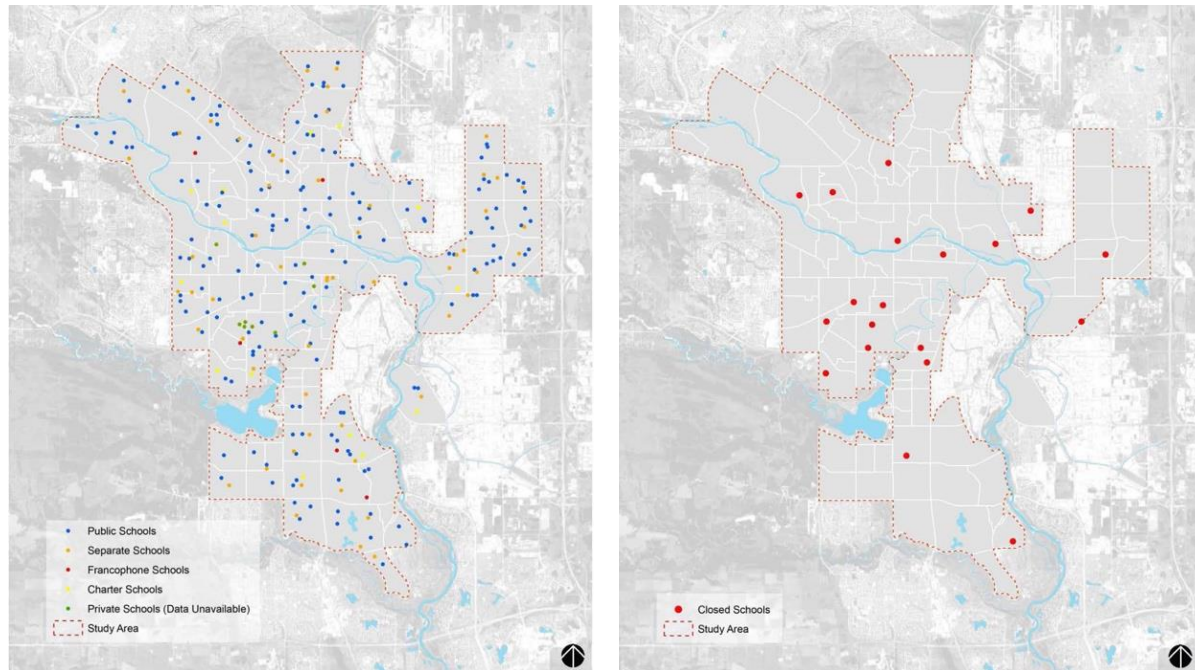 Public Schools
Separate Schools
Francophone Schools
Charter Schools
Private Schools (Data Unavailable)
Study Area
Closed Schools
Study Area